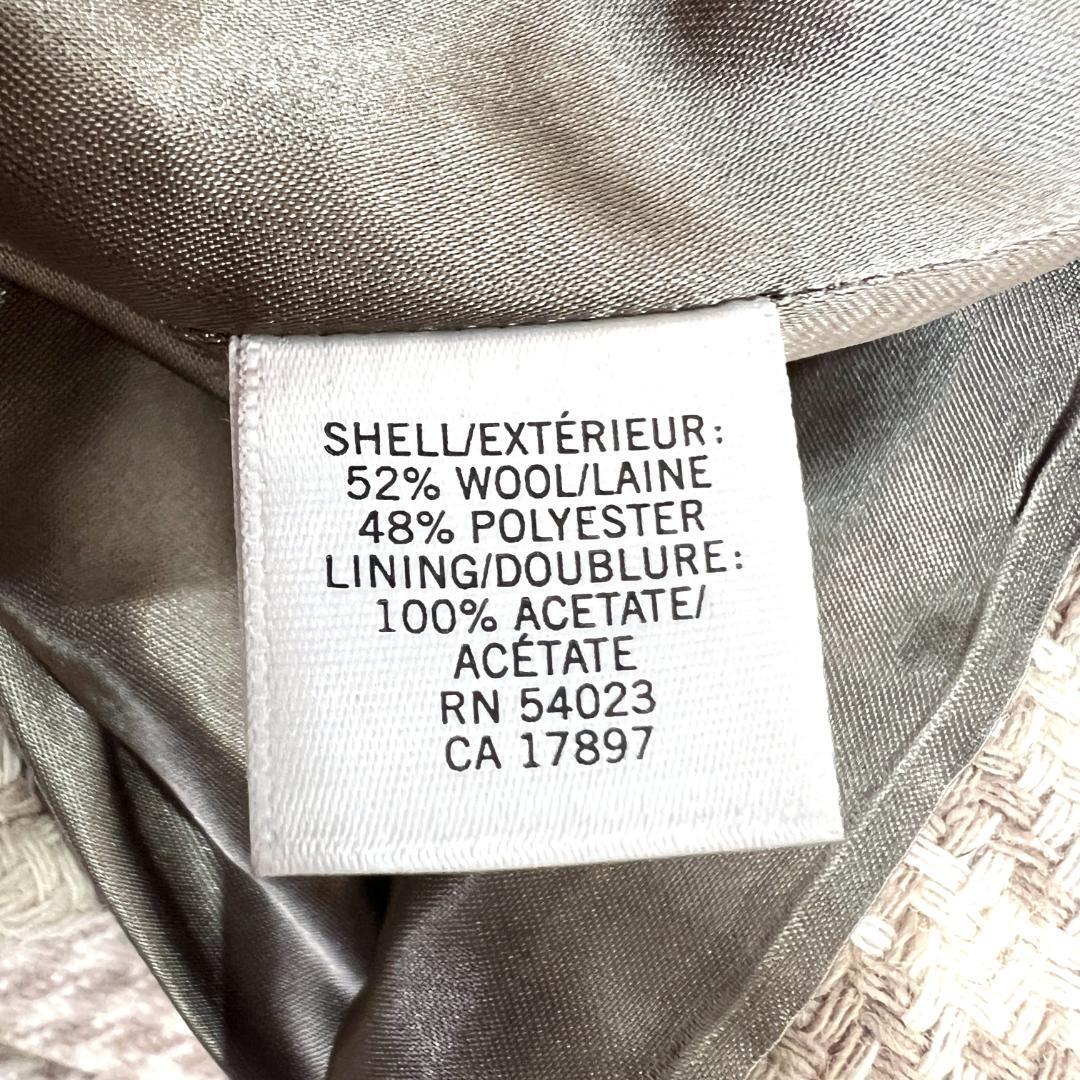 SHELL/EXTÉRIEUR:
52% WOOL/LAINE
48% POLYESTER
LINING/DOUBLURE:
100% ACETATE/
ACÉTATE
RN 54023
CA 17897